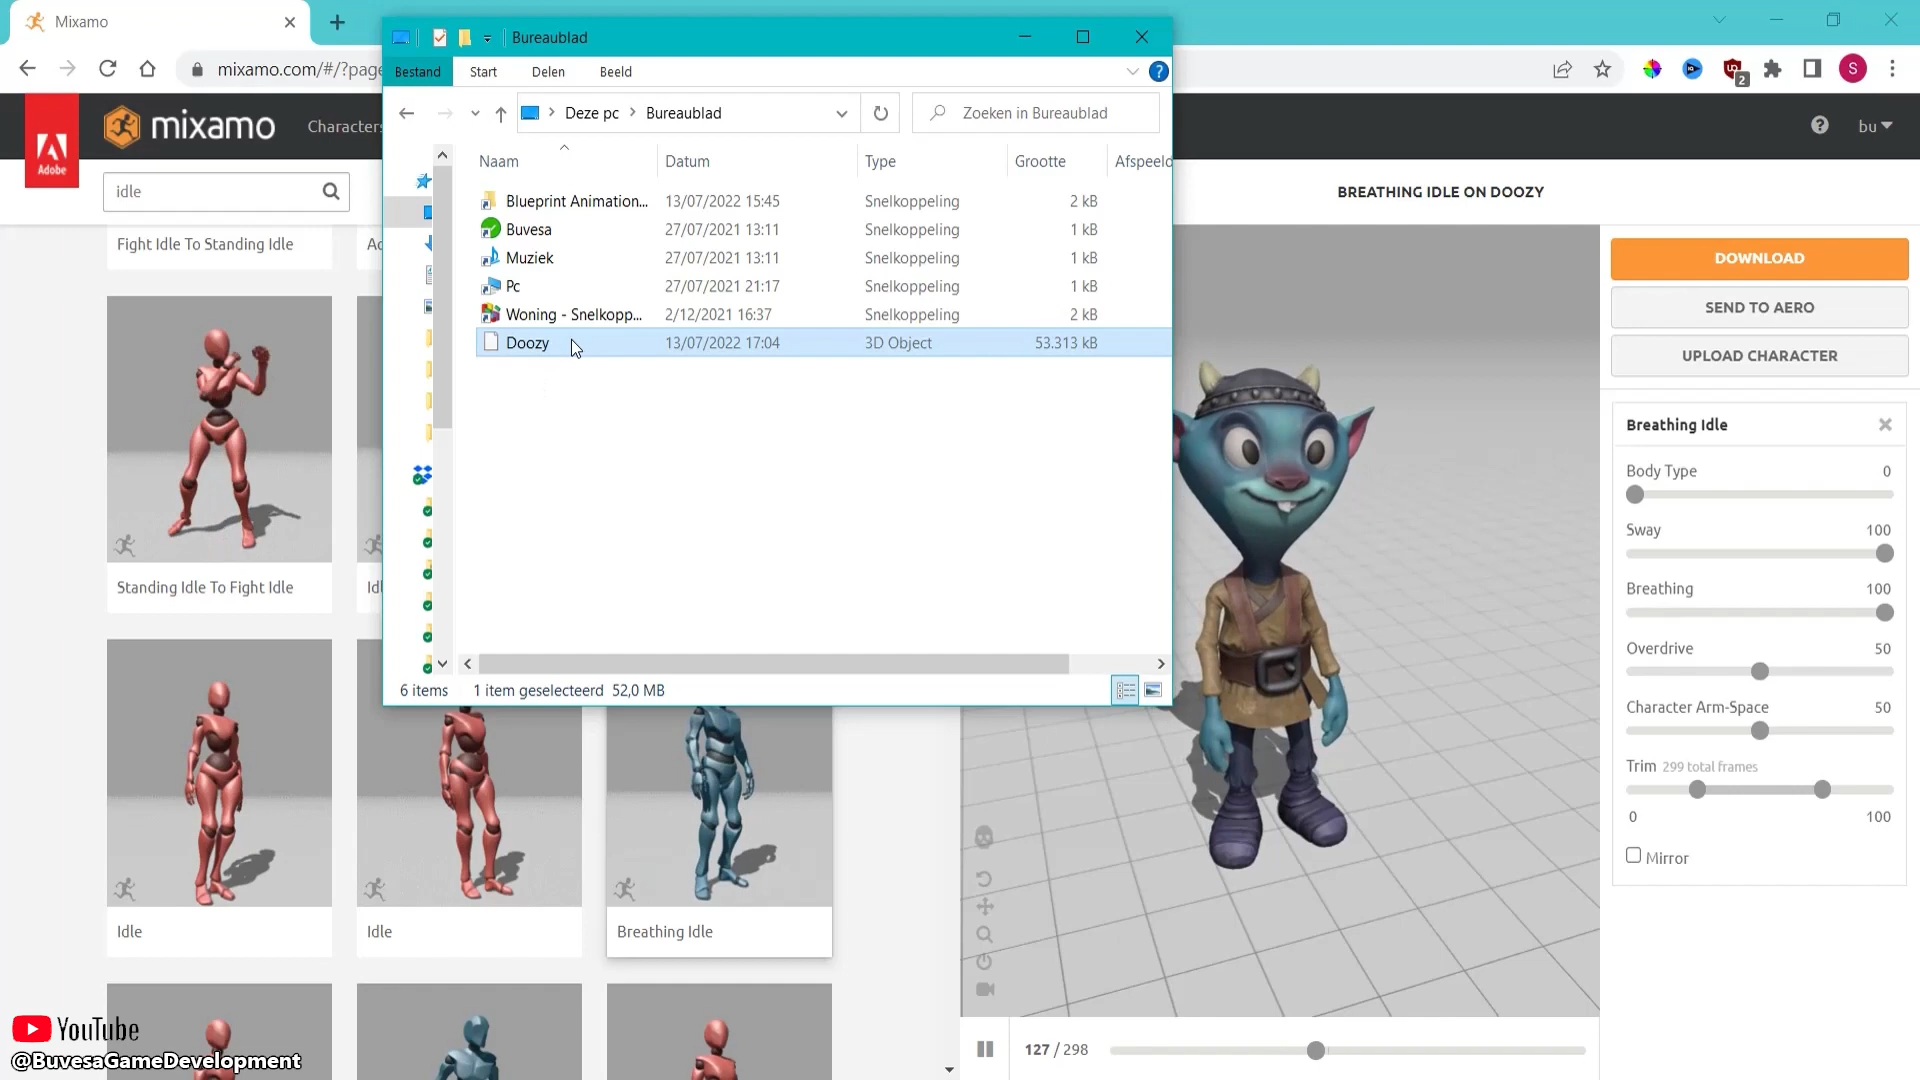 Mixamo
mixamo.com/#/?page
2
S
Bureaublad
Bestand
Start
Delen
Beeld
?
Deze pc
Bureaublad
Zoeken in Bureaublad
Naam
Datum
Type
Grootte
Afspeeld
Blueprint Animation... 13/07/2022 15:45 Snelkoppeling 2 kB
Buvesa 27/07/2021 13:11 Snelkoppeling 1 kB
Muziek 27/07/2021 13:11 Snelkoppeling 1 kB
Pc 27/07/2021 21:17 Snelkoppeling 1 kB
Woning - Snelkopp... 2/12/2021 16:37 Snelkoppeling 2 kB
Doozy 13/07/2022 17:04 3D Object 53.313 kB
6 items 1 item geselecteerd 52,0 MB
Adobe
mixamo
Characters
?
bu
idle
BREATHING IDLE ON DOOZY
Fight Idle To Standing Idle
Ac
Standing Idle To Fight Idle
Idl
Idle
Idle
Breathing Idle
DOWNLOAD
SEND TO AERO
UPLOAD CHARACTER
Breathing Idle
Body Type 0
Sway 100
Breathing 100
Overdrive 50
Character Arm-Space 50
Trim 299 total frames
0 100
Mirror
127 / 298
YouTube
@BuvesaGameDevelopment